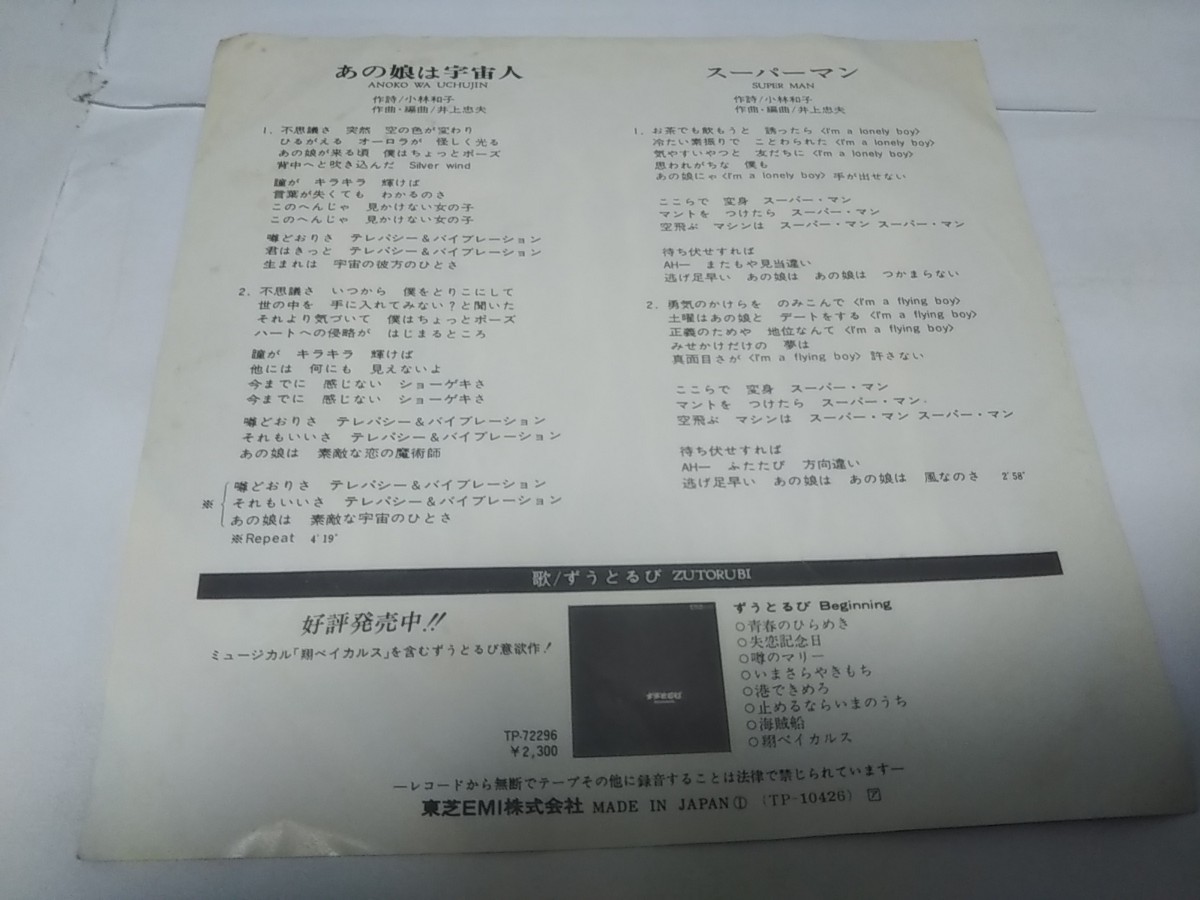 あの娘は宇宙人
ANOKO WA UCHUJIN
作詩/小林和子
作曲・編曲/井上忠夫
1. 不思議さ 突然 空の色が変わり
ひるがえる オーロラが 怪しく光る
あの娘が来る頃 僕はちょっとポーズ
背中へと吹き込んだ Silver wind
瞳が キラキラ 輝けば
言葉が失くても わかるのさ
このへんじゃ 見かけない女の子
このへんじゃ 見かけない女の子
噂どおりさ テレパシー&バイブレーション
君はきっと テレパシー&バイブレーション
生まれは 宇宙の彼方のひとさ
2. 不思議さ いつから 僕をとりこにして
世の中を 手に入れてみない?と聞いた
それより気づいて 僕はちょっとポーズ
ハートへの侵略が はじまるところ
瞳が キラキラ 輝けば
他には 何にも 見えないよ
今までに 感じない ショーゲキさ
今までに 感じない ショーゲキさ
噂どおりさ テレパシー&バイブレーション
それもいいさ テレパシー&バイブレーション
あの娘は 素敵な恋の魔術師
※ 噂どおりさ テレパシー&バイブレーション
それもいいさ テレパシー&バイブレーション
あの娘は 素敵な宇宙のひとさ
※Repeat 4'19"
スーパーマン
SUPER MAN
作詩/小林和子
作曲・編曲/井上忠夫
1. お茶でも飲もうと 誘ったら〈I'm a lonely boy〉
冷たい素振りで ことわられた〈I'm a lonely boy〉
気やすいやつと 友だちに〈I'm a lonely boy〉
思われがちな 僕も
あの娘にゃ〈I'm a lonely boy〉手が出せない
ここらで 変身 スーパー・マン
マントを つけたら スーパー・マン
空飛ぶ マシンは スーパー・マン スーパー・マン
待ち伏せすれば
AH— またもや見当違い
逃げ足早い あの娘は あの娘は つかまらない
2. 勇気のかけらを のみこんで〈I'm a flying boy〉
土曜はあの娘と デートをする〈I'm a flying boy〉
正義のためや 地位なんて〈I'm a flying boy〉
みせかけだけの 夢は
真面目さが〈I'm a flying boy〉許さない
ここらで 変身 スーパー・マン
マントを つけたら スーパー・マン
空飛ぶ マシンは スーパー・マン スーパー・マン
待ち伏せすれば
AH— ふたたび 方向違い
逃げ足早い あの娘は あの娘は 風なのさ 2'58"
歌/ずうとるび ZUTORUBI
好評発売中!!
ミュージカル「翔べイカルス」を含むずうとるび意欲作!
TP-72296
¥2,300
ずうとるび
ずうとるび Beginning
○青春のひらめき
○失恋記念日
○噂のマリー
○いまさらやきもち
○港できめろ
○止めるならいまのうち
○海賊船
○翔べイカルス
—レコードから無断でテープその他に録音することは法律で禁じられています—
東芝EMI株式会社 MADE IN JAPAN① (TP-10426)